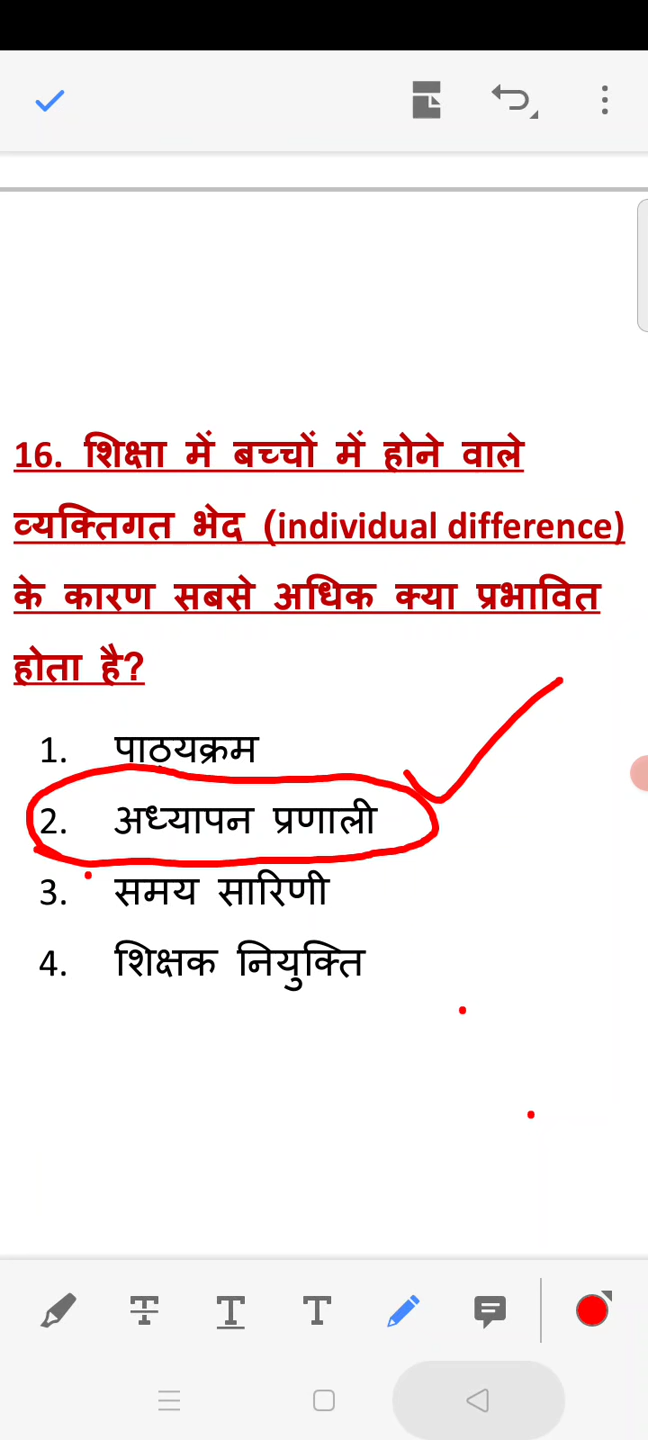 16. शिक्षा में बच्चों में होने वाले
व्यक्तिगत भेद (individual difference)
के कारण सबसे अधिक क्या प्रभावित
होता है?
1. पाठ्यक्रम
2. अध्यापन प्रणाली
3. समय सारिणी
4. शिक्षक नियुक्ति